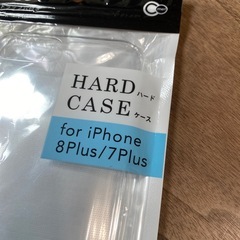 HARD ハード
CASE ケース
for iPhone
8Plus/7Plus